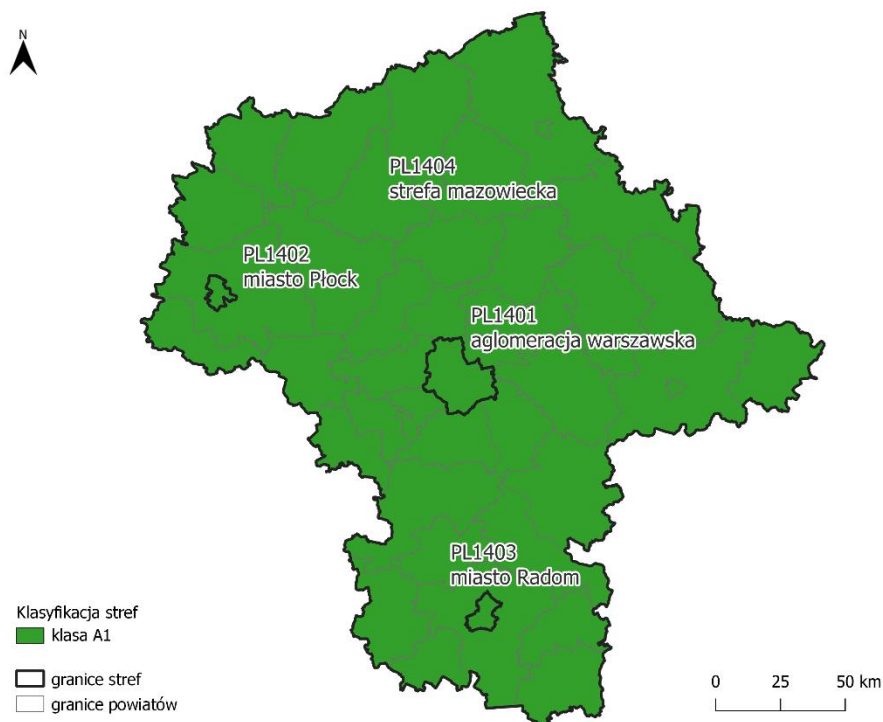 N
PL1404
strefa mazowiecka
PL1402
miasto Płock
PL1401
aglomeracja warszawska
PL1403
miasto Radom
Klasyfikacja stref
klasa A1
granice stref
granice powiatów
0 25 50 km